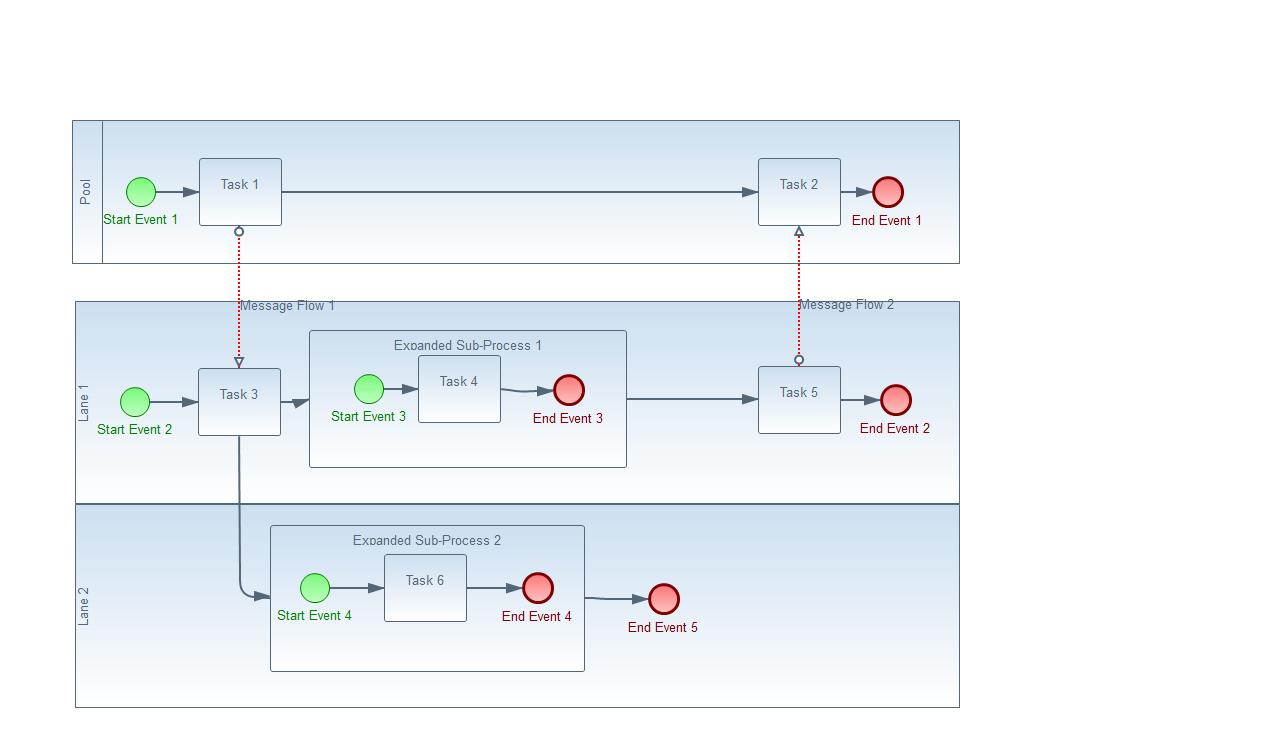 Pool
Task 1
Task 2
Start Event 1
End Event 1
Message Flow 1
Message Flow 2
Lane 1
Expanded Sub-Process 1
Task 3
Task 4
Task 5
Start Event 2
Start Event 3
End Event 3
End Event 2
Lane 2
Expanded Sub-Process 2
Task 6
Start Event 4
End Event 4
End Event 5